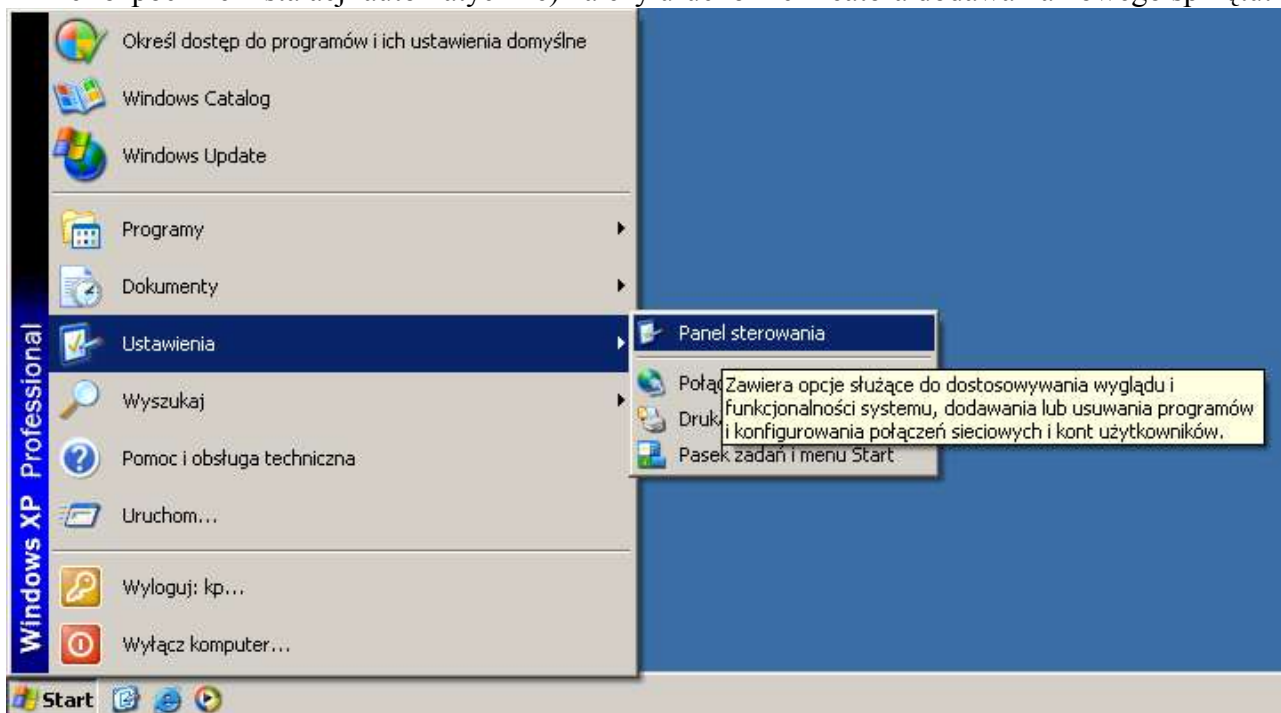 Określ dostęp do programów i ich ustawienia domyślne
Windows Catalog
Windows Update
Programy
Dokumenty
Ustawienia
Wyszukaj
Pomoc i obsługa techniczna
Uruchom...
Wyloguj: kp...
Wyłącz komputer...
Windows XP Professional
Panel sterowania
Zawiera opcje służące do dostosowywania wyglądu i
funkcjonalności systemu, dodawania lub usuwania programów
i konfigurowania połączeń sieciowych i kont użytkowników.
Pasek zadań i menu Start
Start